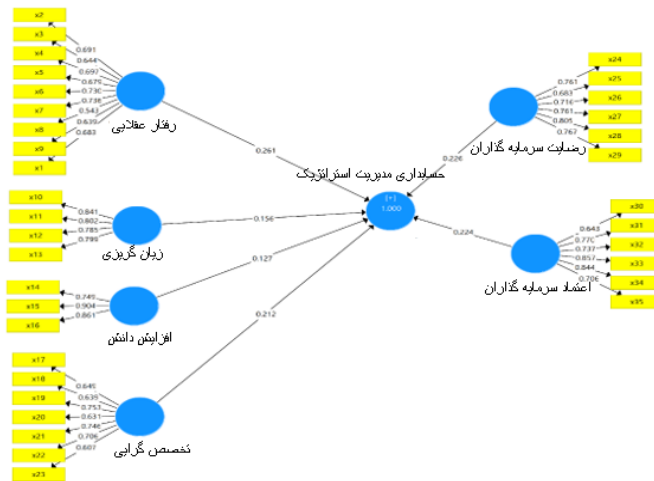 x2
x3
x4
x5
x6
x7
x8
x9
x1
0.691
0.644
0.697
0.675
0.730
0.738
0.543
0.639
0.683
رفتار عقلایی
0.261
x10
x11
x12
x13
0.841
0.802
0.785
0.799
زیان گریزی
0.156
x14
x15
x16
0.749
0.904
0.861
افزایش دانش
0.127
x17
x18
x19
x20
x21
x22
x23
0.645
0.639
0.753
0.631
0.746
0.706
0.607
تخصص گرایی
0.212
حسابداری مدیریت استراتژیک
[+]
1.000
x24
x25
x26
x27
x28
x29
0.761
0.683
0.716
0.761
0.805
0.767
رضایت سرمایه گذاران
0.226
x30
x31
x32
x33
x34
x35
0.643
0.770
0.737
0.857
0.844
0.706
اعتماد سرمایه گذاران
0.224